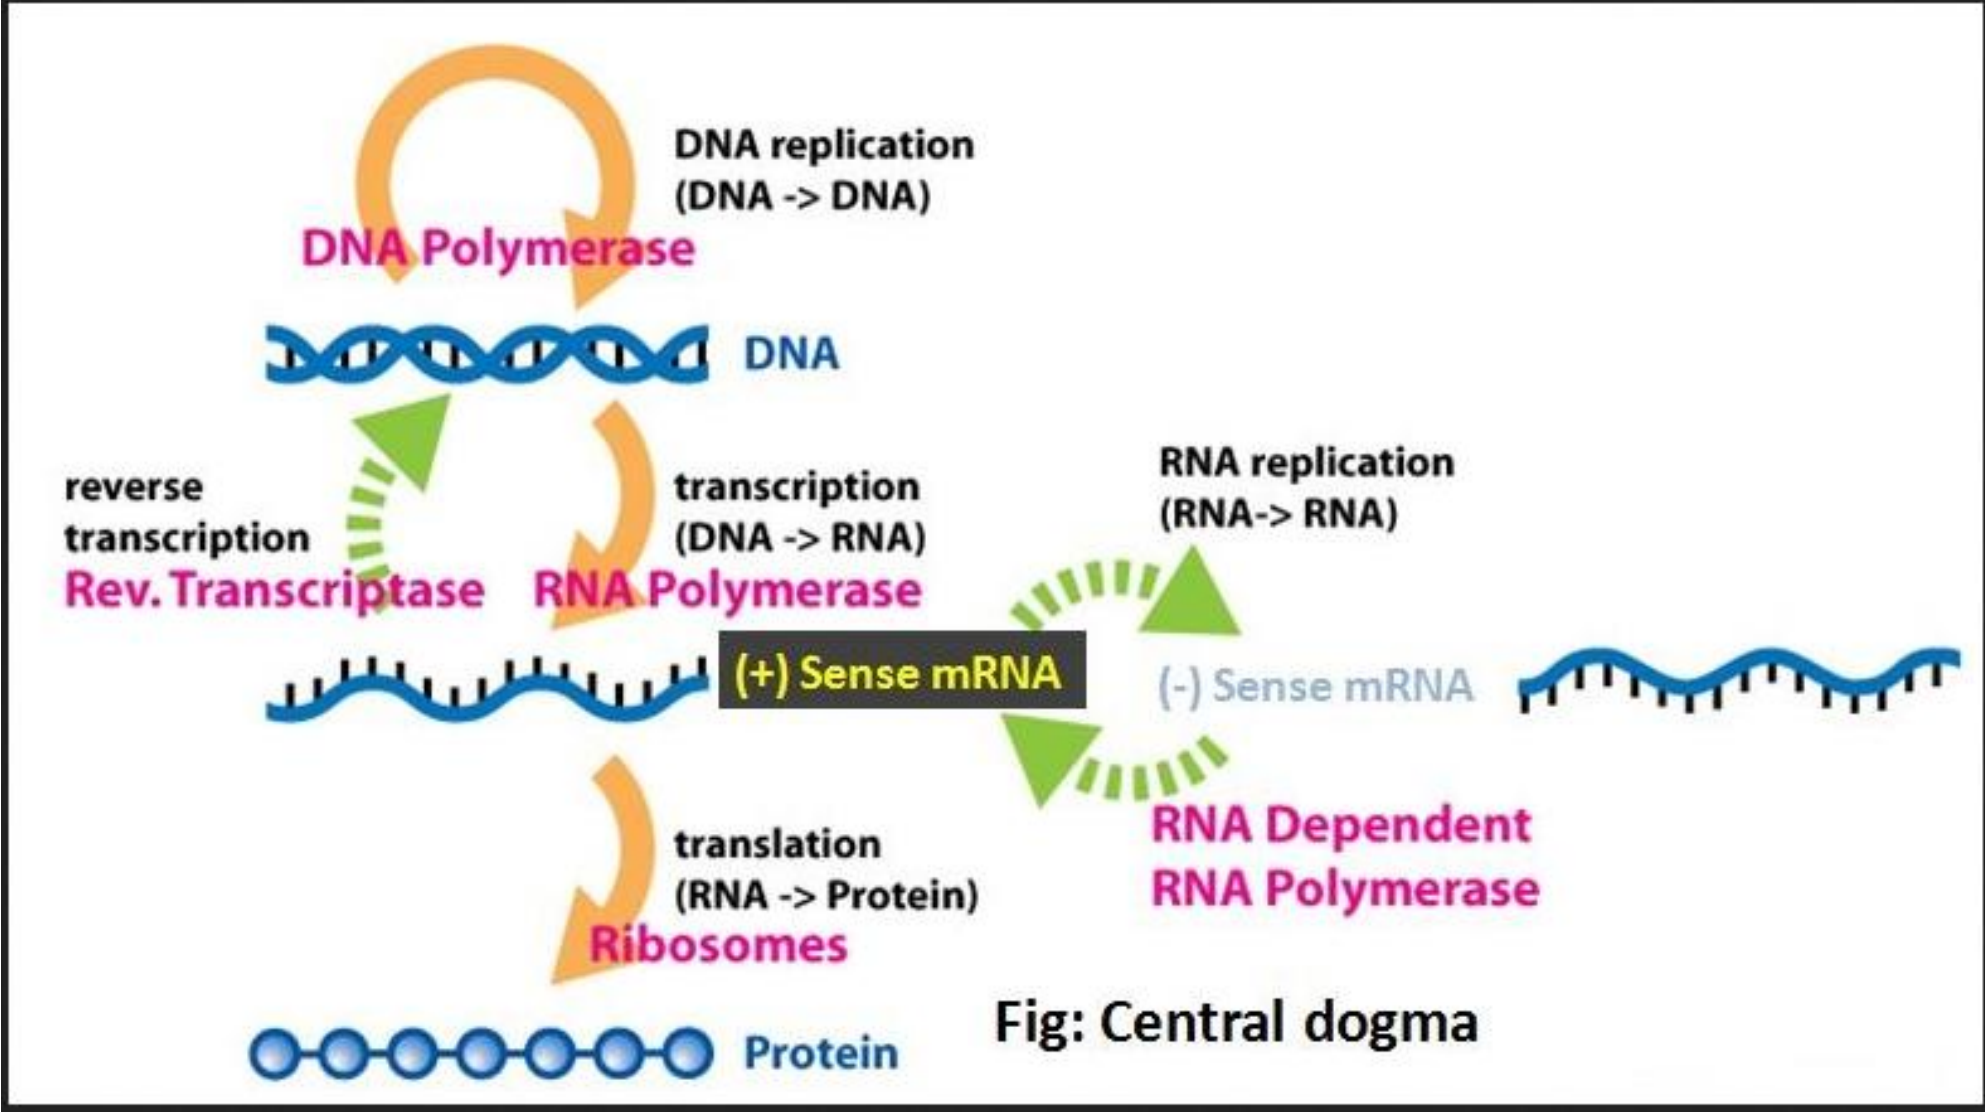 DNA replication
(DNA -> DNA)
DNA Polymerase
DNA
reverse
transcription
Rev. Transcriptase
transcription
(DNA -> RNA)
RNA Polymerase
RNA replication
(RNA-> RNA)
(+) Sense mRNA
(-) Sense mRNA
RNA Dependent
RNA Polymerase
translation
(RNA -> Protein)
Ribosomes
Protein
Fig: Central dogma